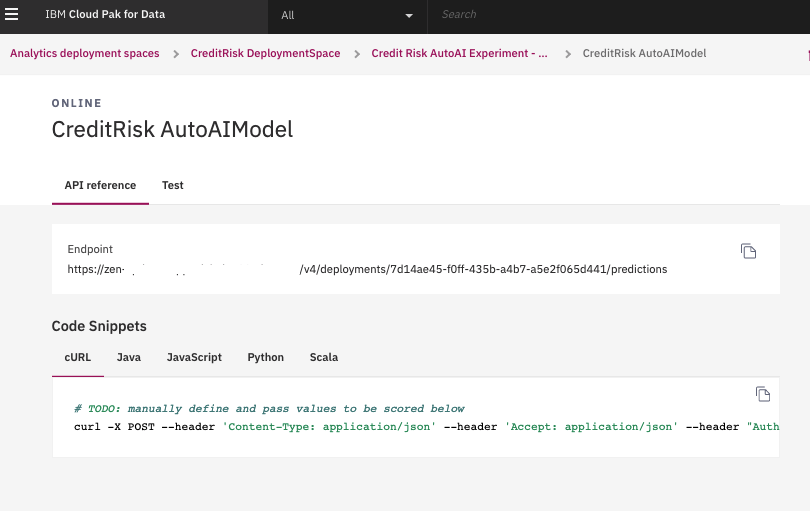 IBM Cloud Pak for Data
All
Search
Analytics deployment spaces > CreditRisk DeploymentSpace > Credit Risk AutoAI Experiment - ... > CreditRisk AutoAIModel
ONLINE
CreditRisk AutoAIModel
API reference Test
Endpoint
https://zen- /v4/deployments/7d14ae45-f0ff-435b-a4b7-a5e2f065d441/predictions
Code Snippets
cURL Java JavaScript Python Scala
# TODO: manually define and pass values to be scored below
curl -X POST --header 'Content-Type: application/json' --header 'Accept: application/json' --header "Auth